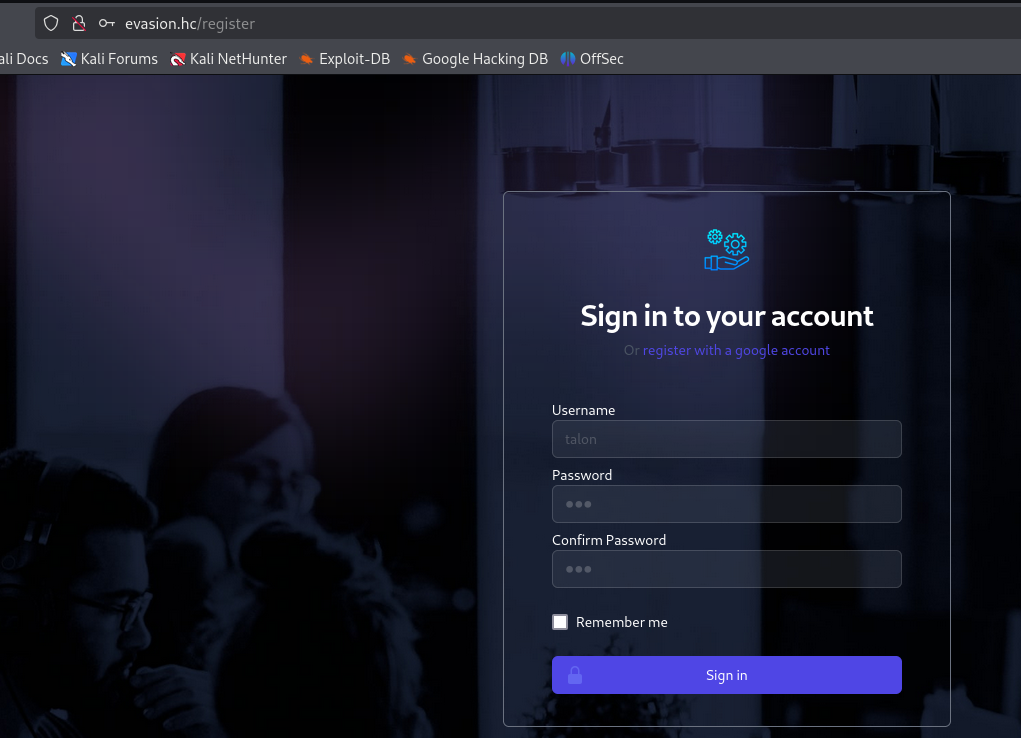 evasion.hc/register
ali Docs Kali Forums Kali NetHunter Exploit-DB Google Hacking DB OffSec
Sign in to your account
Or register with a google account
Username
talon
Password
Confirm Password
Remember me
Sign in